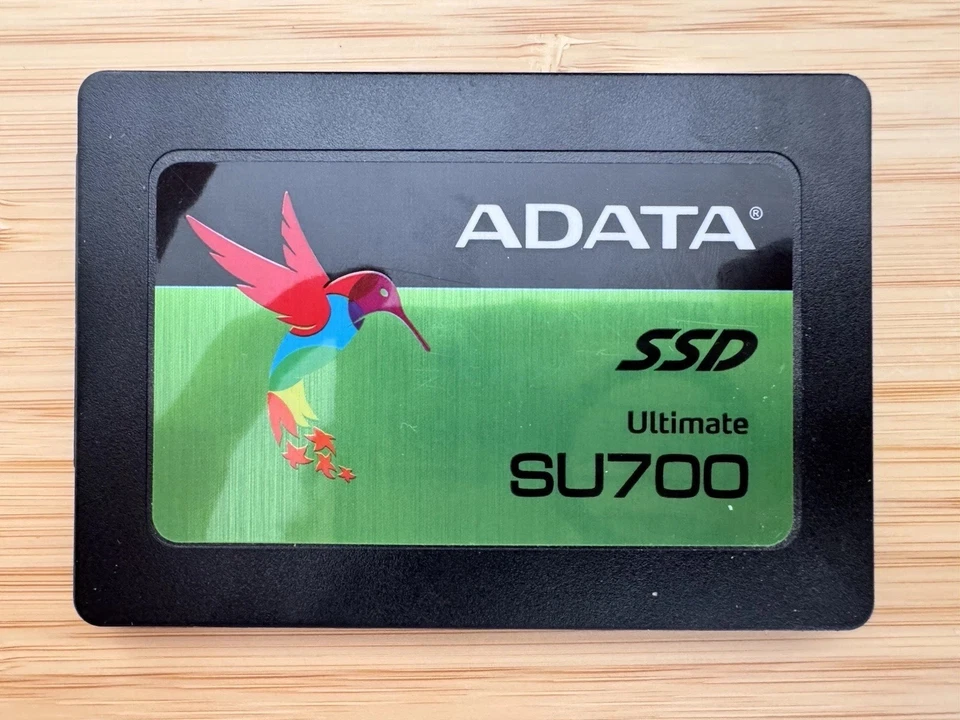 ADATA®
SSD
Ultimate
SU700